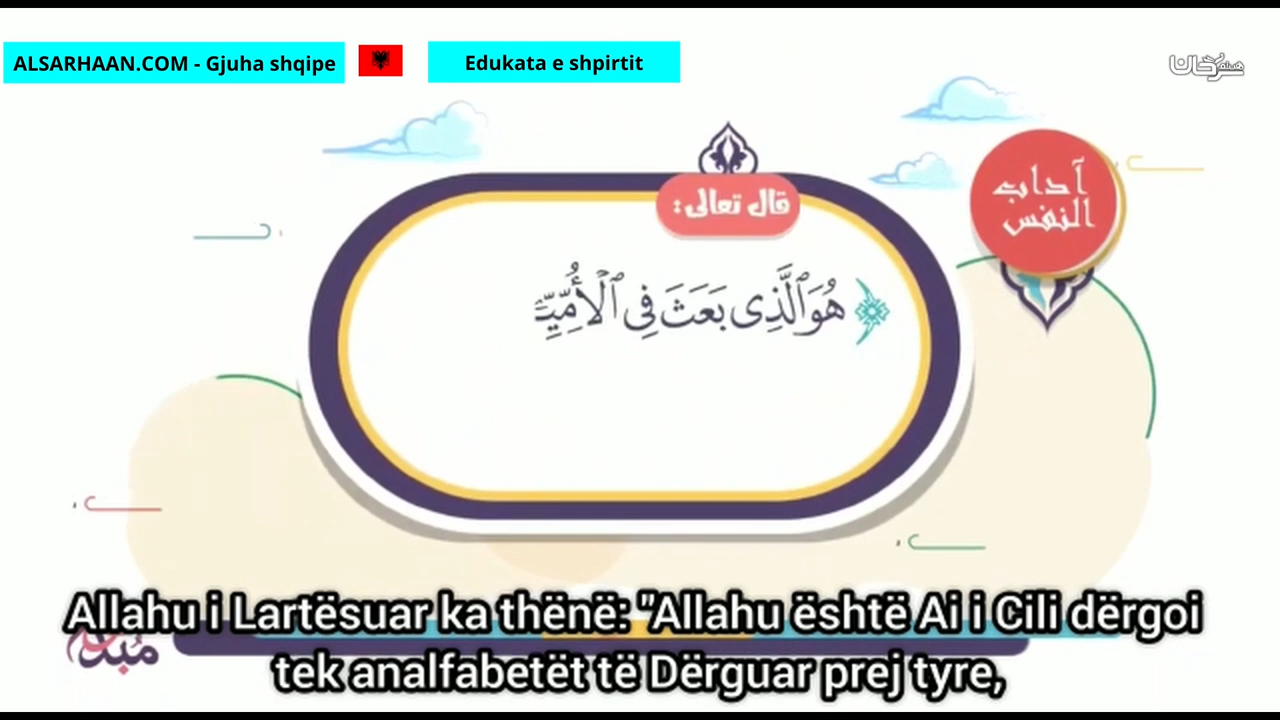 ALSARHAAN.COM - Gjuha shqipe
Edukata e shpirtit
سرحان
آداب
النفس
قال تعالى:
هُوَ ٱلَّذِى بَعَثَ فِى ٱلْأُمِّيِّـ
Allahu i Lartësuar ka thënë: "Allahu është Ai i Cili dërgoi
tek analfabetët të Dërguar prej tyre,